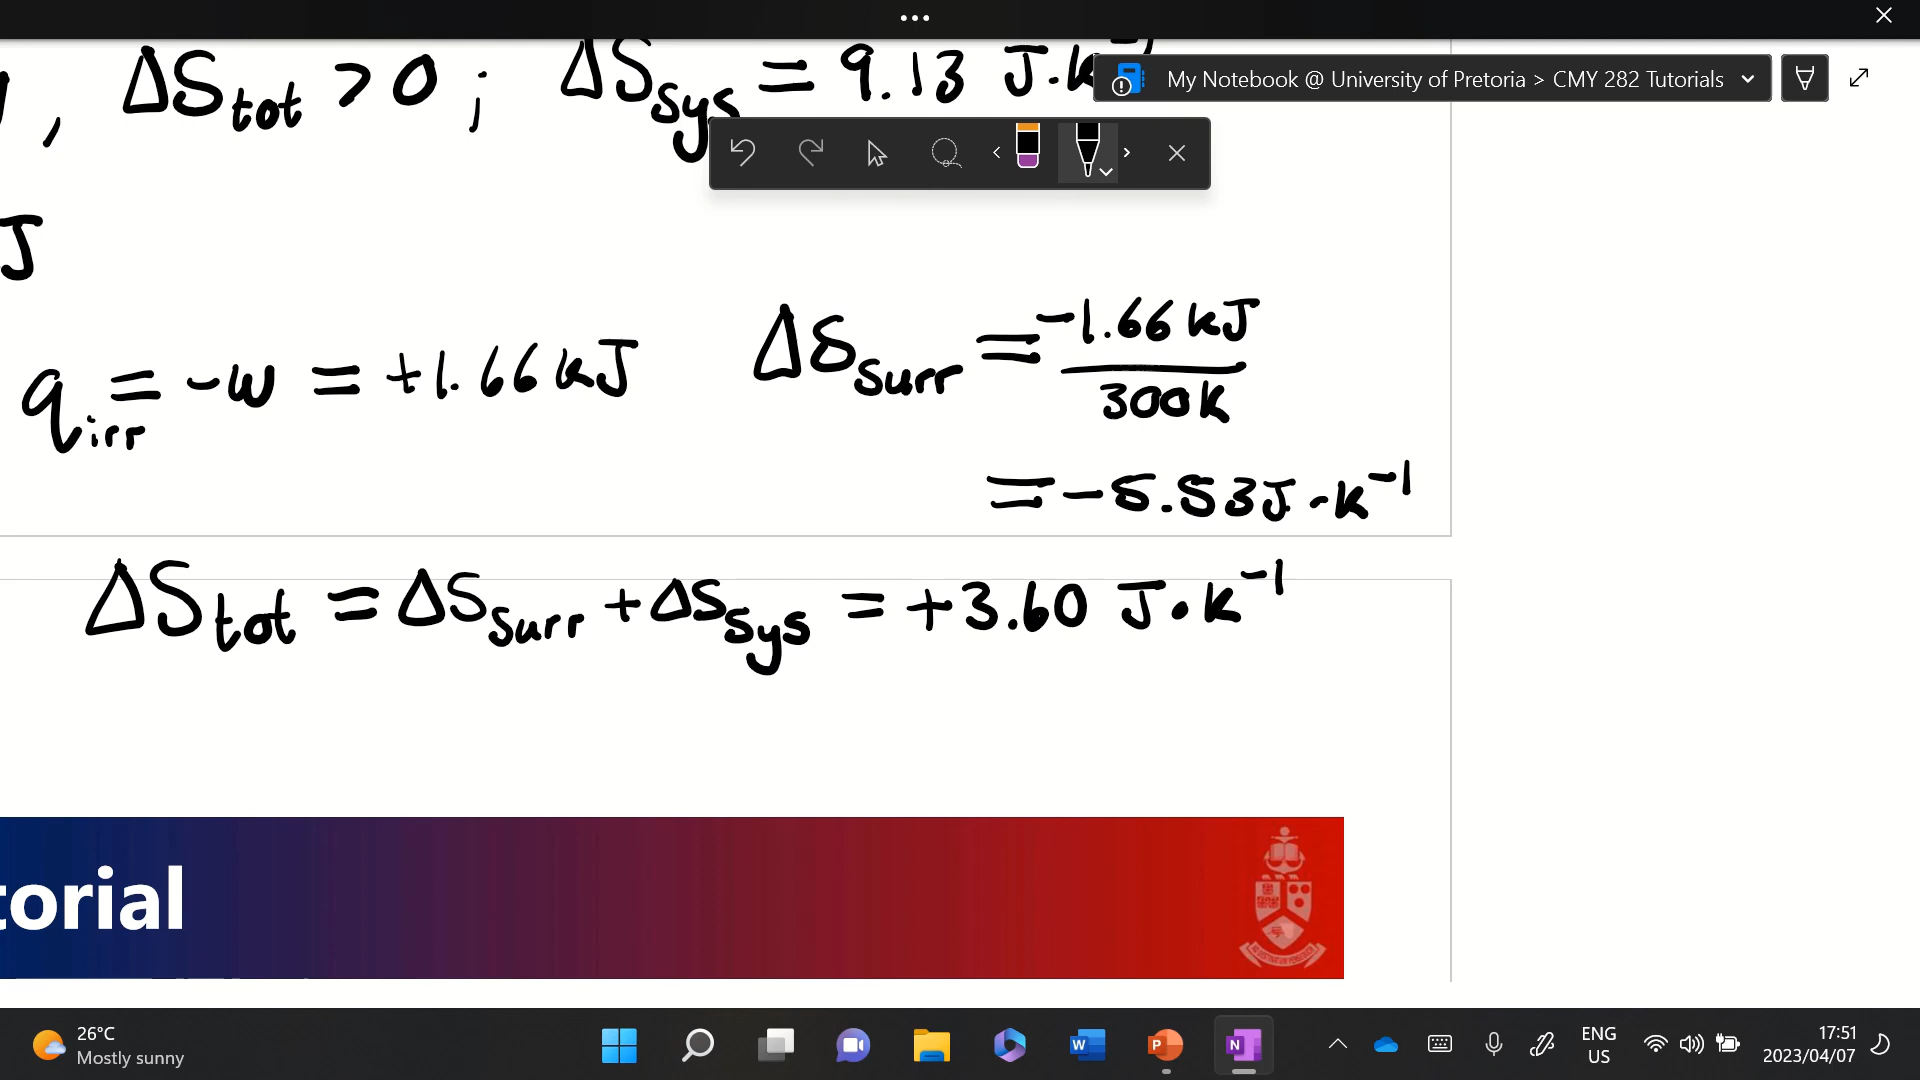 , ΔStot > 0 ; ΔSsys = 9.13 J·K
My Notebook @ University of Pretoria > CMY 282 Tutorials
J
qirr = -w = +1.66 kJ
ΔSsurr = -1.66 kJ
300K
= -5.53 J·K⁻¹
ΔStot = ΔSsurr + ΔSsys = +3.60 J·K⁻¹
torial
26°C
Mostly sunny
ENG
US
17:51
2023/04/07